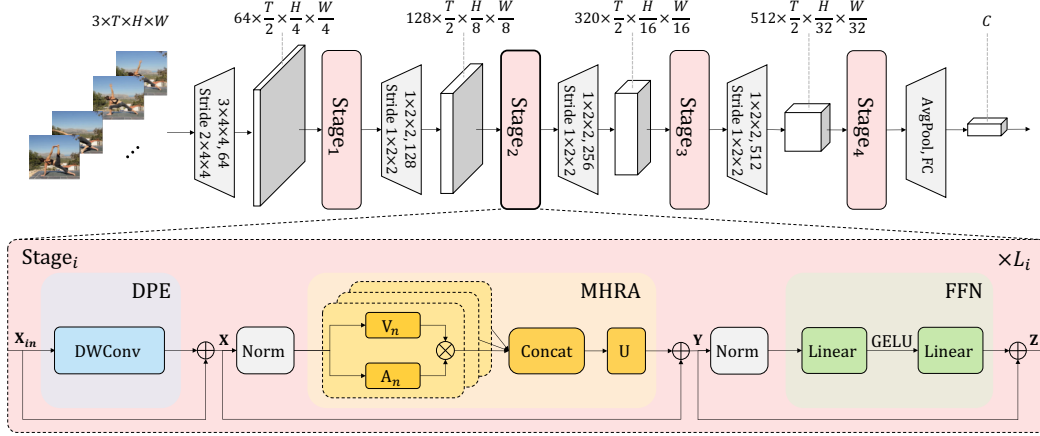 3×T×H×W
64×T/2×H/4×W/4
128×T/2×H/8×W/8
320×T/2×H/16×W/16
512×T/2×H/32×W/32
C
3×4×4, 64
Stride 2×4×4
Stage₁
1×2×2, 128
Stride 1×2×2
Stage₂
1×2×2, 256
Stride 1×2×2
Stage₃
1×2×2, 512
Stride 1×2×2
Stage₄
AvgPool, FC
Stageᵢ
×Lᵢ
DPE
MHRA
FFN
X_in
DWConv
X
Norm
V_n
A_n
Concat
U
Y
Norm
Linear
GELU
Linear
Z